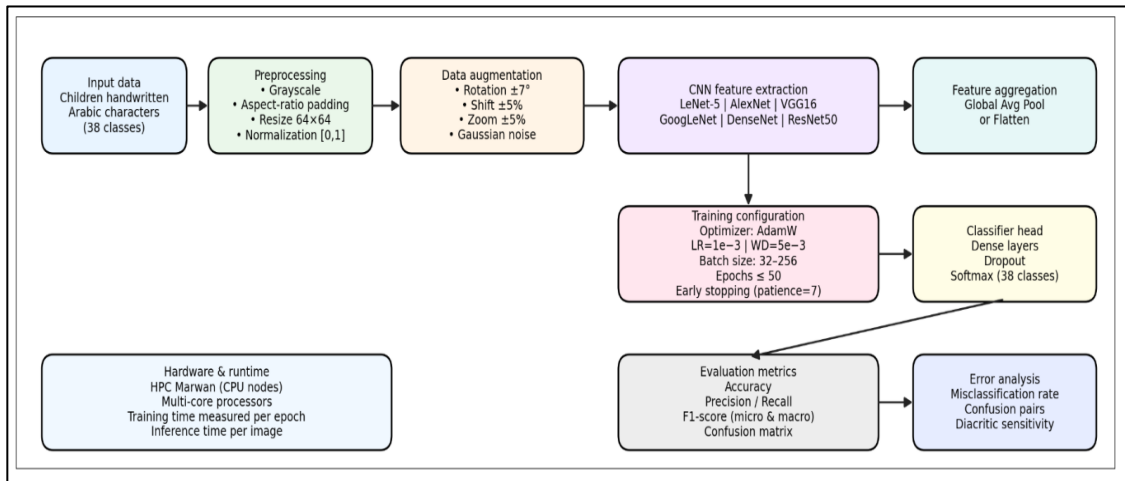 Input data
Children handwritten
Arabic characters
(38 classes)
Preprocessing
• Grayscale
• Aspect-ratio padding
• Resize 64×64
• Normalization [0,1]
Data augmentation
• Rotation ±7°
• Shift ±5%
• Zoom ±5%
• Gaussian noise
CNN feature extraction
LeNet-5 | AlexNet | VGG16
GoogLeNet | DenseNet | ResNet50
Feature aggregation
Global Avg Pool
or Flatten
Training configuration
Optimizer: AdamW
LR=1e−3 | WD=5e−3
Batch size: 32–256
Epochs ≤ 50
Early stopping (patience=7)
Classifier head
Dense layers
Dropout
Softmax (38 classes)
Hardware & runtime
HPC Marwan (CPU nodes)
Multi-core processors
Training time measured per epoch
Inference time per image
Evaluation metrics
Accuracy
Precision / Recall
F1-score (micro & macro)
Confusion matrix
Error analysis
Misclassification rate
Confusion pairs
Diacritic sensitivity